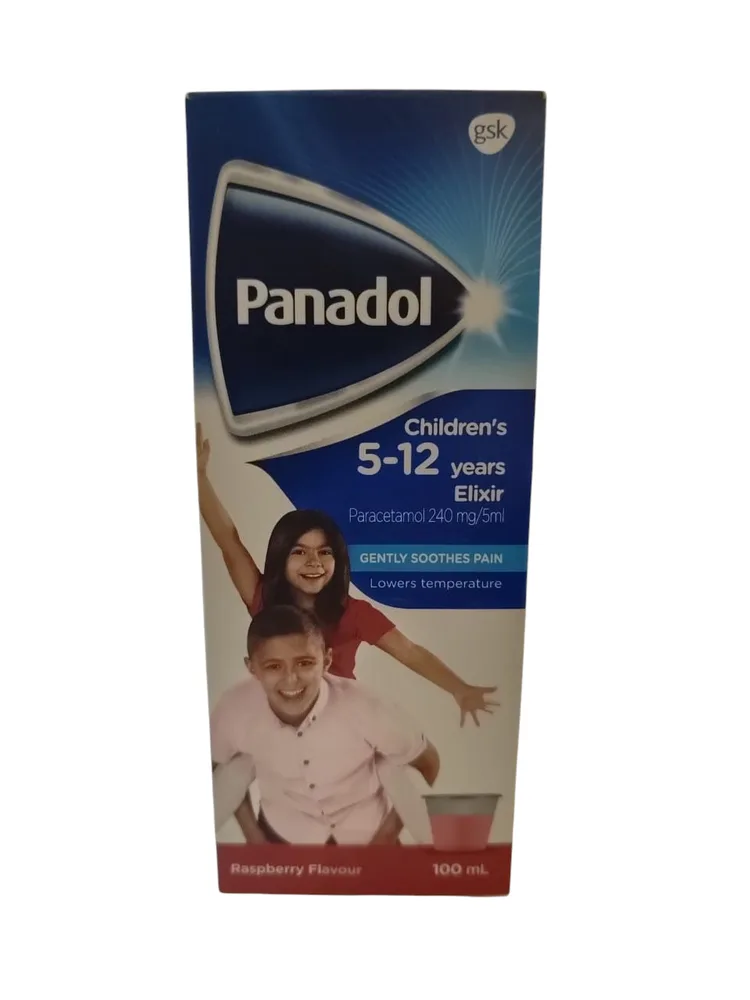 gsk
Panadol
Children's
5-12 years
Elixir
Paracetamol 240 mg/5ml
GENTLY SOOTHES PAIN
Lowers temperature
Raspberry Flavour 100 mL